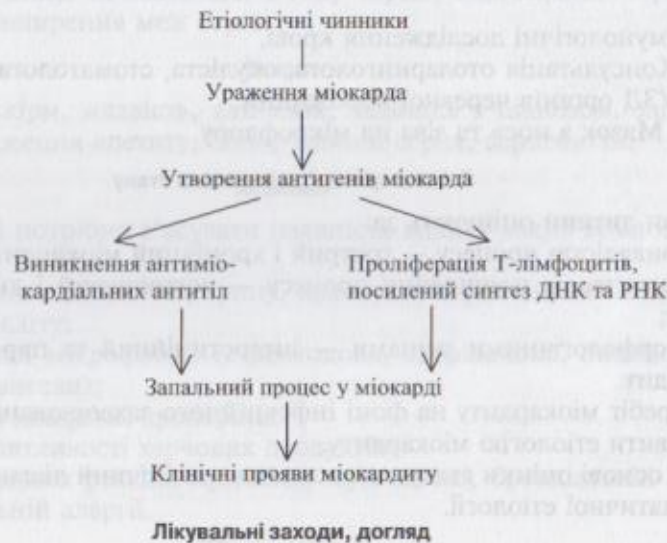 Етіологічні чинники
Ураження міокарда
Утворення антигенів міокарда
Виникнення антиміо-
кардіальних антитіл
Проліферація Т-лімфоцитів,
посилений синтез ДНК та РНК
Запальний процес у міокарді
Клінічні прояви міокардиту
Лікувальні заходи, догляд